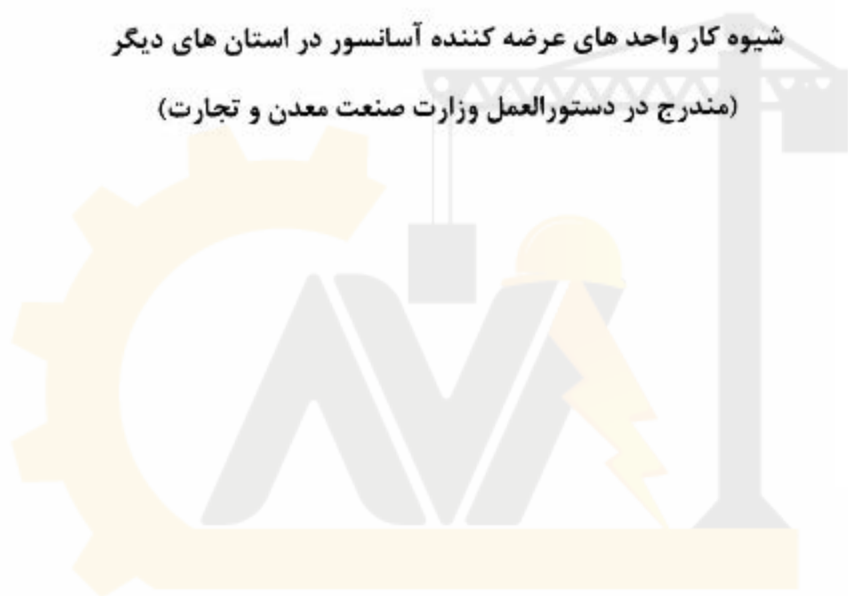 شیوه کار واحد های عرضه کننده آسانسور در استان های دیگر
(مندرج در دستورالعمل وزارت صنعت معدن و تجارت)